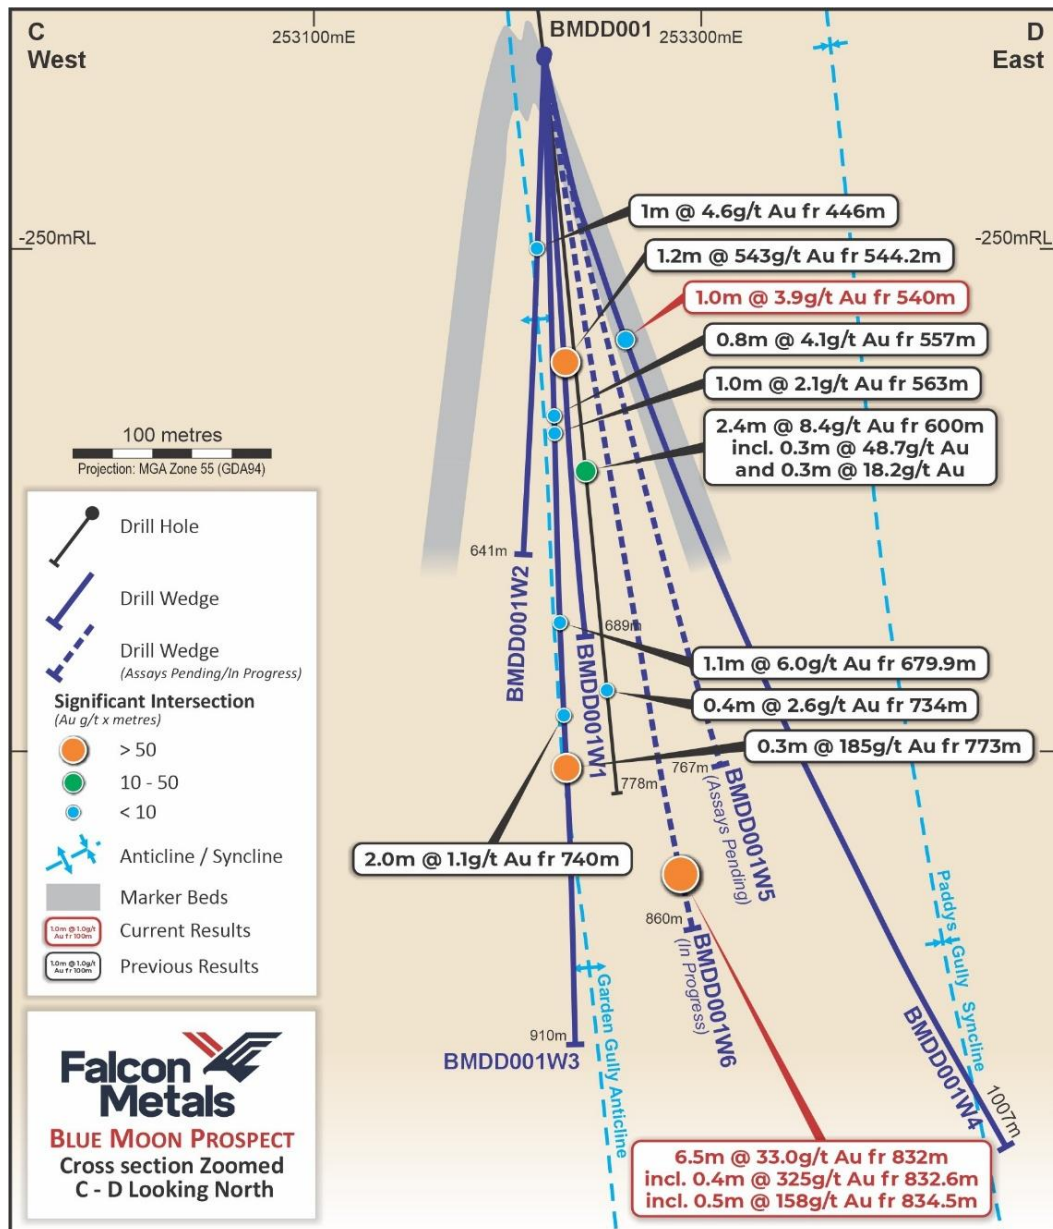 C
West
253100mE
BMDD001
253300mE
D
East
-250mRL
-250mRL
1m @ 4.6g/t Au fr 446m
1.2m @ 543g/t Au fr 544.2m
1.0m @ 3.9g/t Au fr 540m
0.8m @ 4.1g/t Au fr 557m
1.0m @ 2.1g/t Au fr 563m
2.4m @ 8.4g/t Au fr 600m
incl. 0.3m @ 48.7g/t Au
and 0.3m @ 18.2g/t Au
100 metres
Projection: MGA Zone 55 (GDA94)
Drill Hole
Drill Wedge
Drill Wedge
(Assays Pending/In Progress)
Significant Intersection
(Au g/t x metres)
> 50
10 - 50
< 10
Anticline / Syncline
Marker Beds
1.0m @ 1.0g/t
Au fr 100m
Current Results
1.0m @ 1.0g/t
Au fr 100m
Previous Results
641m
BMDD001W2
689m
BMDD001W1
1.1m @ 6.0g/t Au fr 679.9m
0.4m @ 2.6g/t Au fr 734m
0.3m @ 185g/t Au fr 773m
778m
767m
BMDD001W5
(Assays Pending)
2.0m @ 1.1g/t Au fr 740m
860m
BMDD001W6
(In Progress)
Paddys Gully Syncline
Garden Gully Anticline
910m
BMDD001W3
BMDD001W4
1007m
6.5m @ 33.0g/t Au fr 832m
incl. 0.4m @ 325g/t Au fr 832.6m
incl. 0.5m @ 158g/t Au fr 834.5m
Falcon
Metals
BLUE MOON PROSPECT
Cross section Zoomed
C - D Looking North